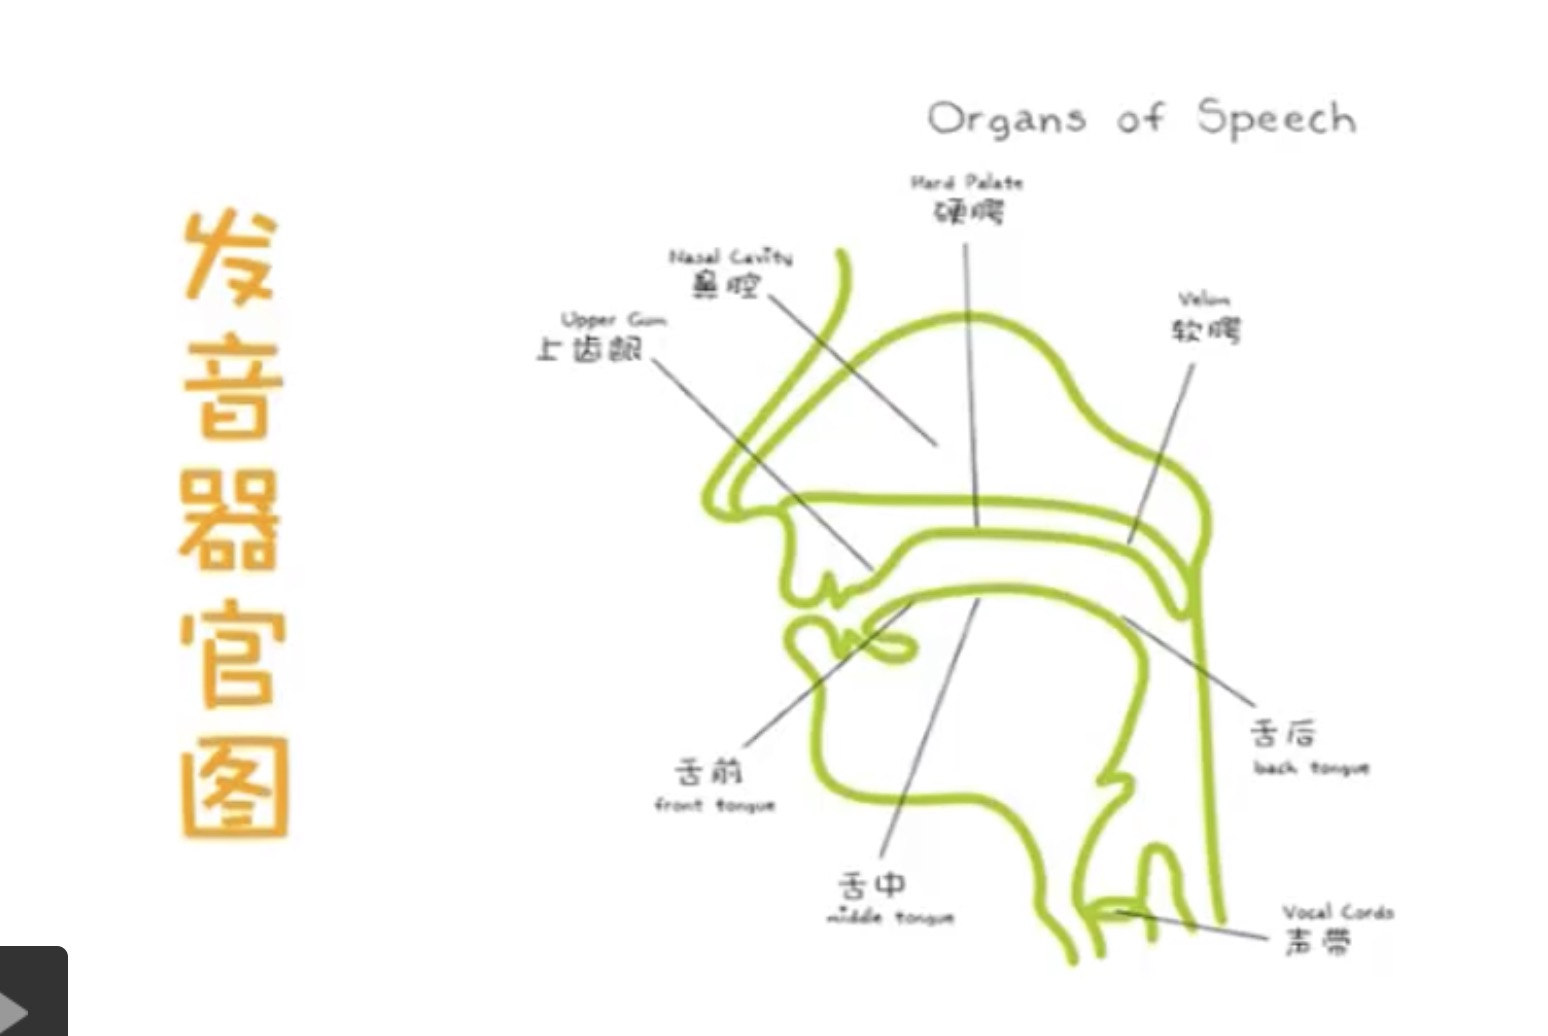 发音器官图
Organs of Speech
Hard Palate
硬腭
Nasal Cavity
鼻腔
Upper Gum
上齿龈
Velum
软腭
舌前
front tongue
舌中
middle tongue
舌后
back tongue
Vocal Cords
声带